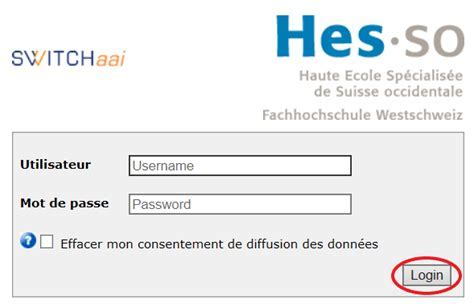 SWITCHaai
Hes·so
Haute Ecole Spécialisée
de Suisse occidentale
Fachhochschule Westschweiz
Utilisateur Username
Mot de passe Password
? Effacer mon consentement de diffusion des données
Login